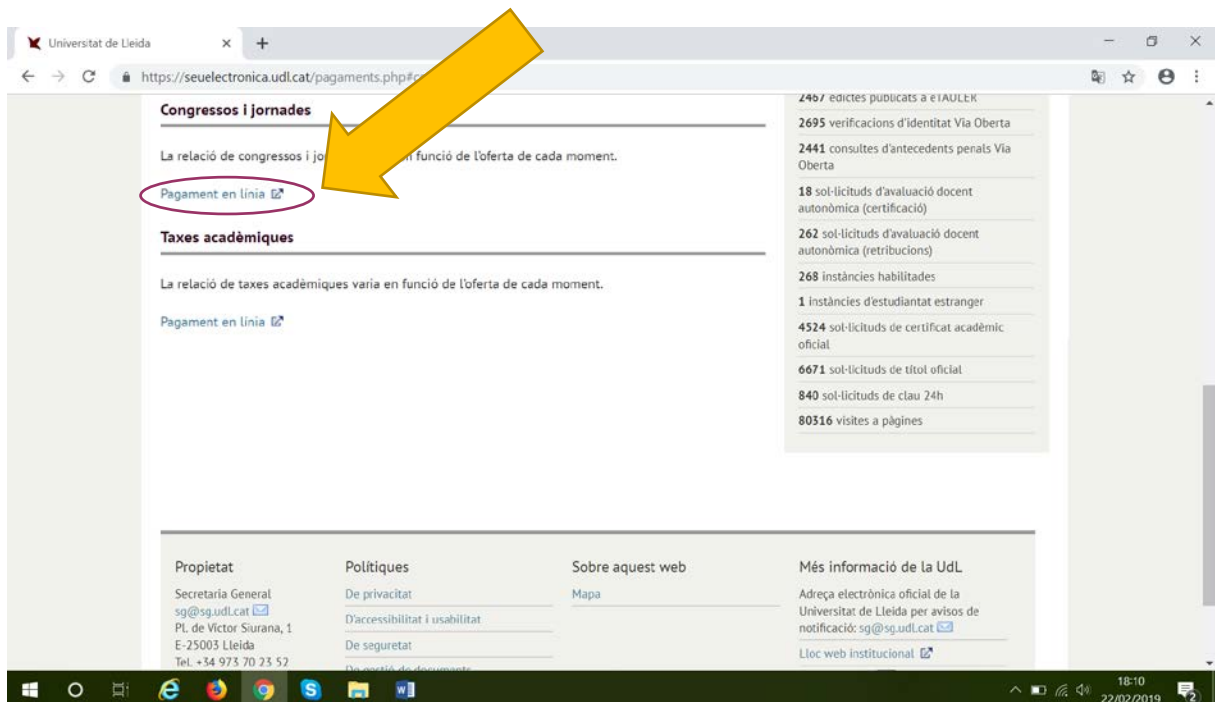 Universitat de Lleida
https://seuelectronica.udl.cat/pagaments.php#c
Congressos i jornades
La relació de congressos i jo
n funció de l'oferta de cada moment.
Pagament en línia
Taxes acadèmiques
La relació de taxes acadèmiques varia en funció de l'oferta de cada moment.
Pagament en línia
2467 edictes publicats a eTAULER
2695 verificacions d'identitat Via Oberta
2441 consultes d'antecedents penals Via
Oberta
18 sol·licituds d'avaluació docent
autonòmica (certificació)
262 sol·licituds d'avaluació docent
autonòmica (retribucions)
268 instàncies habilitades
1 instàncies d'estudiantat estranger
4524 sol·licituds de certificat acadèmic
oficial
6671 sol·licituds de títol oficial
840 sol·licituds de clau 24h
80316 visites a pàgines
Propietat
Secretaria General
sg@sg.udl.cat
Pl. de Víctor Siurana, 1
E-25003 Lleida
Tel. +34 973 70 23 52
Polítiques
De privacitat
D'accessibilitat i usabilitat
De seguretat
De gestió de documents
Sobre aquest web
Mapa
Més informació de la UdL
Adreça electrònica oficial de la
Universitat de Lleida per avisos de
notificació: sg@sg.udl.cat
Lloc web institucional
18:10
22/02/2019